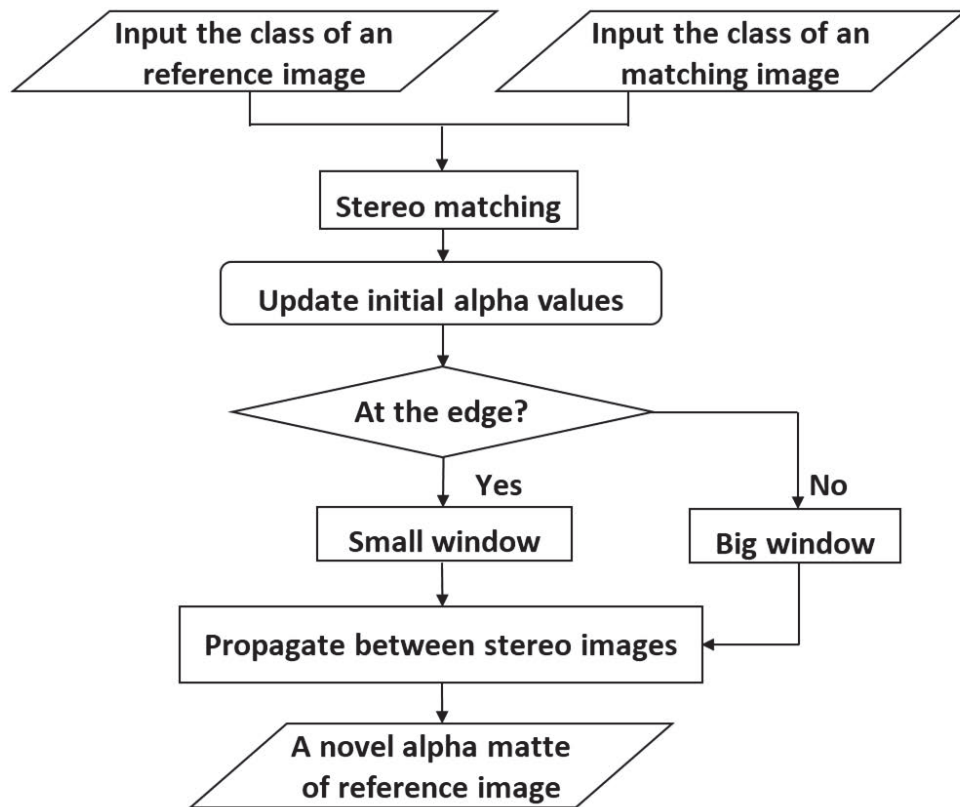 Input the class of an
reference image
Input the class of an
matching image
Stereo matching
Update initial alpha values
At the edge?
Yes
No
Small window
Big window
Propagate between stereo images
A novel alpha matte
of reference image